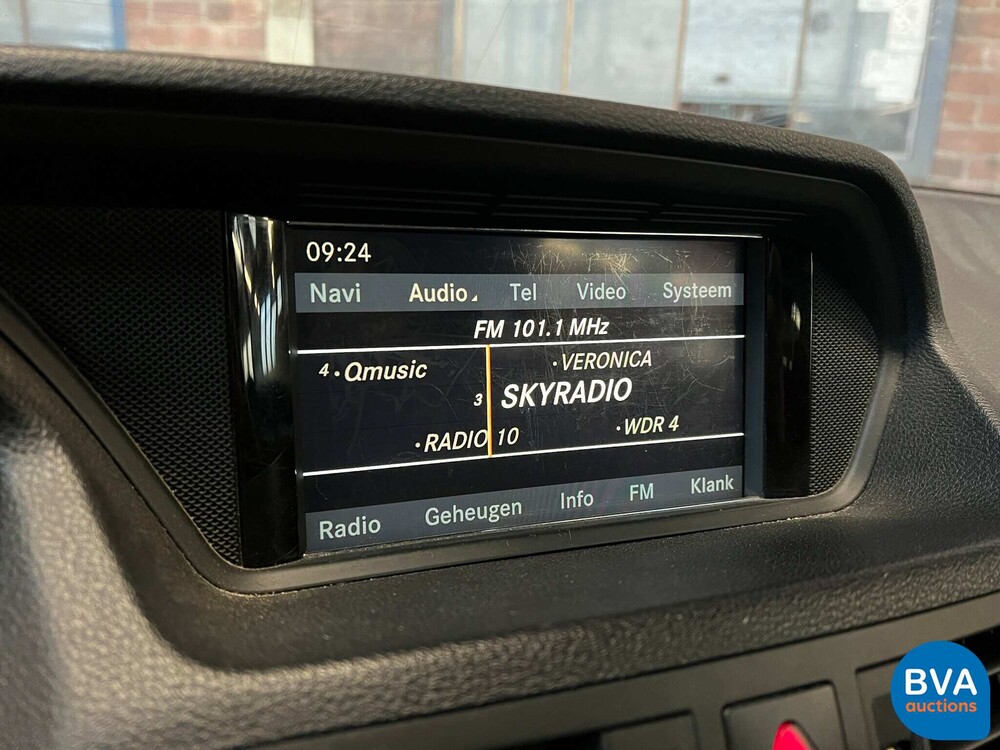 09:24
Navi Audio Tel Video Systeem
FM 101.1 MHz
4 • Qmusic • VERONICA
3 SKYRADIO
• RADIO 10 • WDR 4
Radio Geheugen Info FM Klank
BVA
auctions